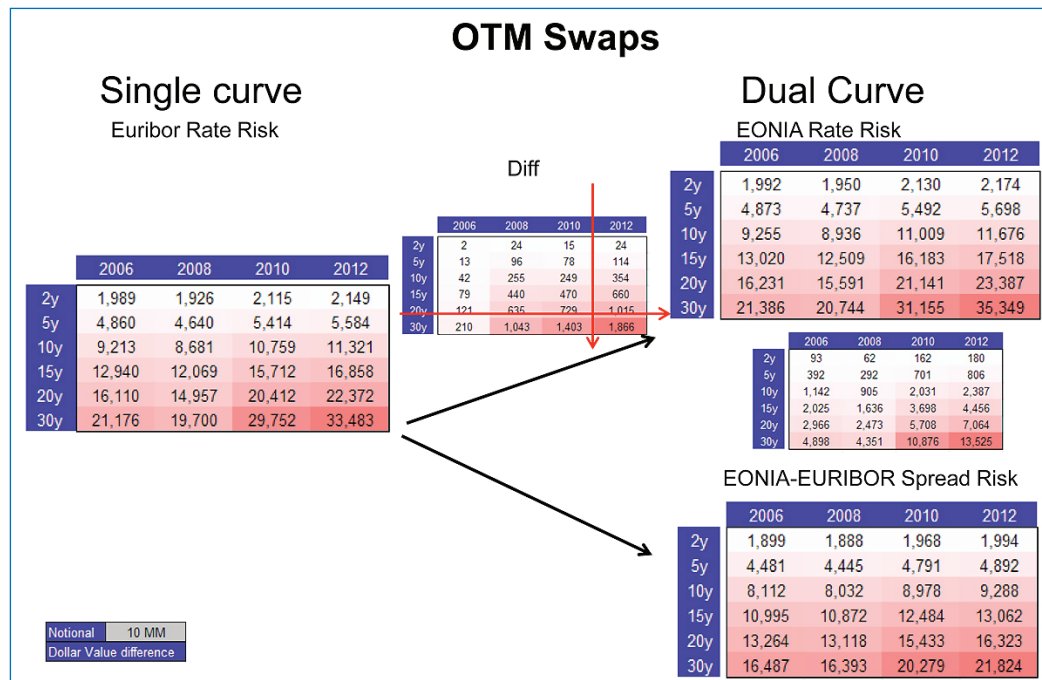 OTM Swaps
Single curve
Euribor Rate Risk
2006 2008 2010 2012
2y 1,989 1,926 2,115 2,149
5y 4,860 4,640 5,414 5,584
10y 9,213 8,681 10,759 11,321
15y 12,940 12,069 15,712 16,858
20y 16,110 14,957 20,412 22,372
30y 21,176 19,700 29,752 33,483
Diff
2006 2008 2010 2012
2y 2 24 15 24
5y 13 96 78 114
10y 42 255 249 354
15y 79 440 470 660
20y 121 635 729 1,015
30y 210 1,043 1,403 1,866
Dual Curve
EONIA Rate Risk
2006 2008 2010 2012
2y 1,992 1,950 2,130 2,174
5y 4,873 4,737 5,492 5,698
10y 9,255 8,936 11,009 11,676
15y 13,020 12,509 16,183 17,518
20y 16,231 15,591 21,141 23,387
30y 21,386 20,744 31,155 35,349
2006 2008 2010 2012
2y 93 62 162 180
5y 392 292 701 806
10y 1,142 905 2,031 2,387
15y 2,025 1,636 3,698 4,456
20y 2,966 2,473 5,708 7,064
30y 4,898 4,351 10,876 13,525
EONIA-EURIBOR Spread Risk
2006 2008 2010 2012
2y 1,899 1,888 1,968 1,994
5y 4,481 4,445 4,791 4,892
10y 8,112 8,032 8,978 9,288
15y 10,995 10,872 12,484 13,062
20y 13,264 13,118 15,433 16,323
30y 16,487 16,393 20,279 21,824
Notional 10 MM
Dollar Value difference